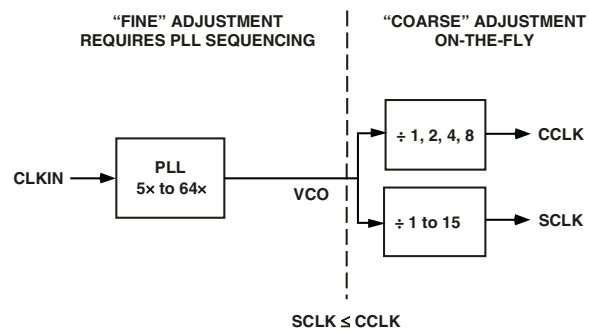 “FINE” ADJUSTMENT
REQUIRES PLL SEQUENCING
“COARSE” ADJUSTMENT
ON-THE-FLY
CLKIN
PLL
5× to 64×
VCO
÷ 1, 2, 4, 8
CCLK
÷ 1 to 15
SCLK
SCLK ≤ CCLK